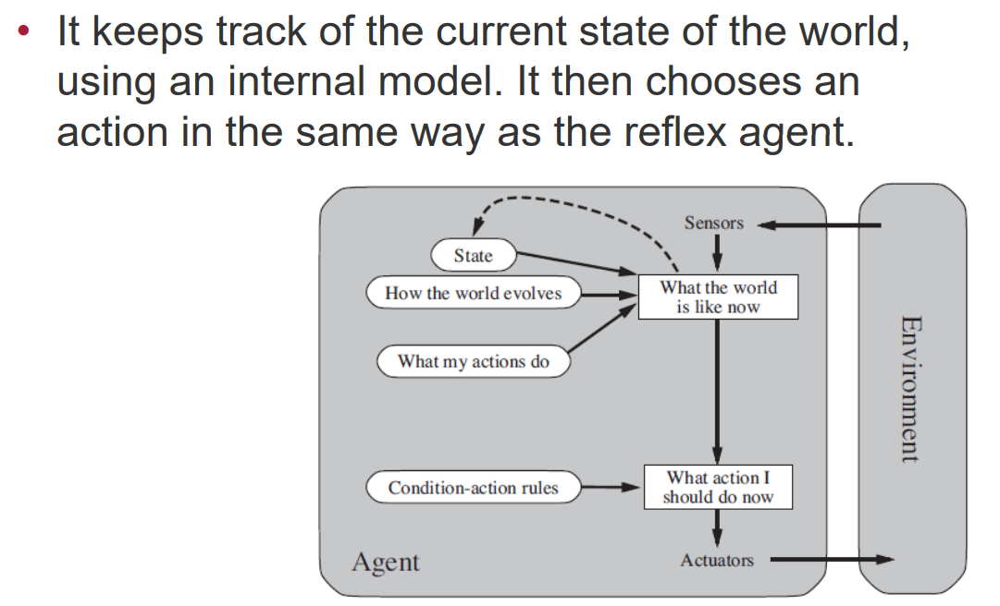 • It keeps track of the current state of the world,
using an internal model. It then chooses an
action in the same way as the reflex agent.
Sensors
State
How the world evolves
What the world
is like now
What my actions do
Environment
Condition-action rules
What action I
should do now
Agent
Actuators